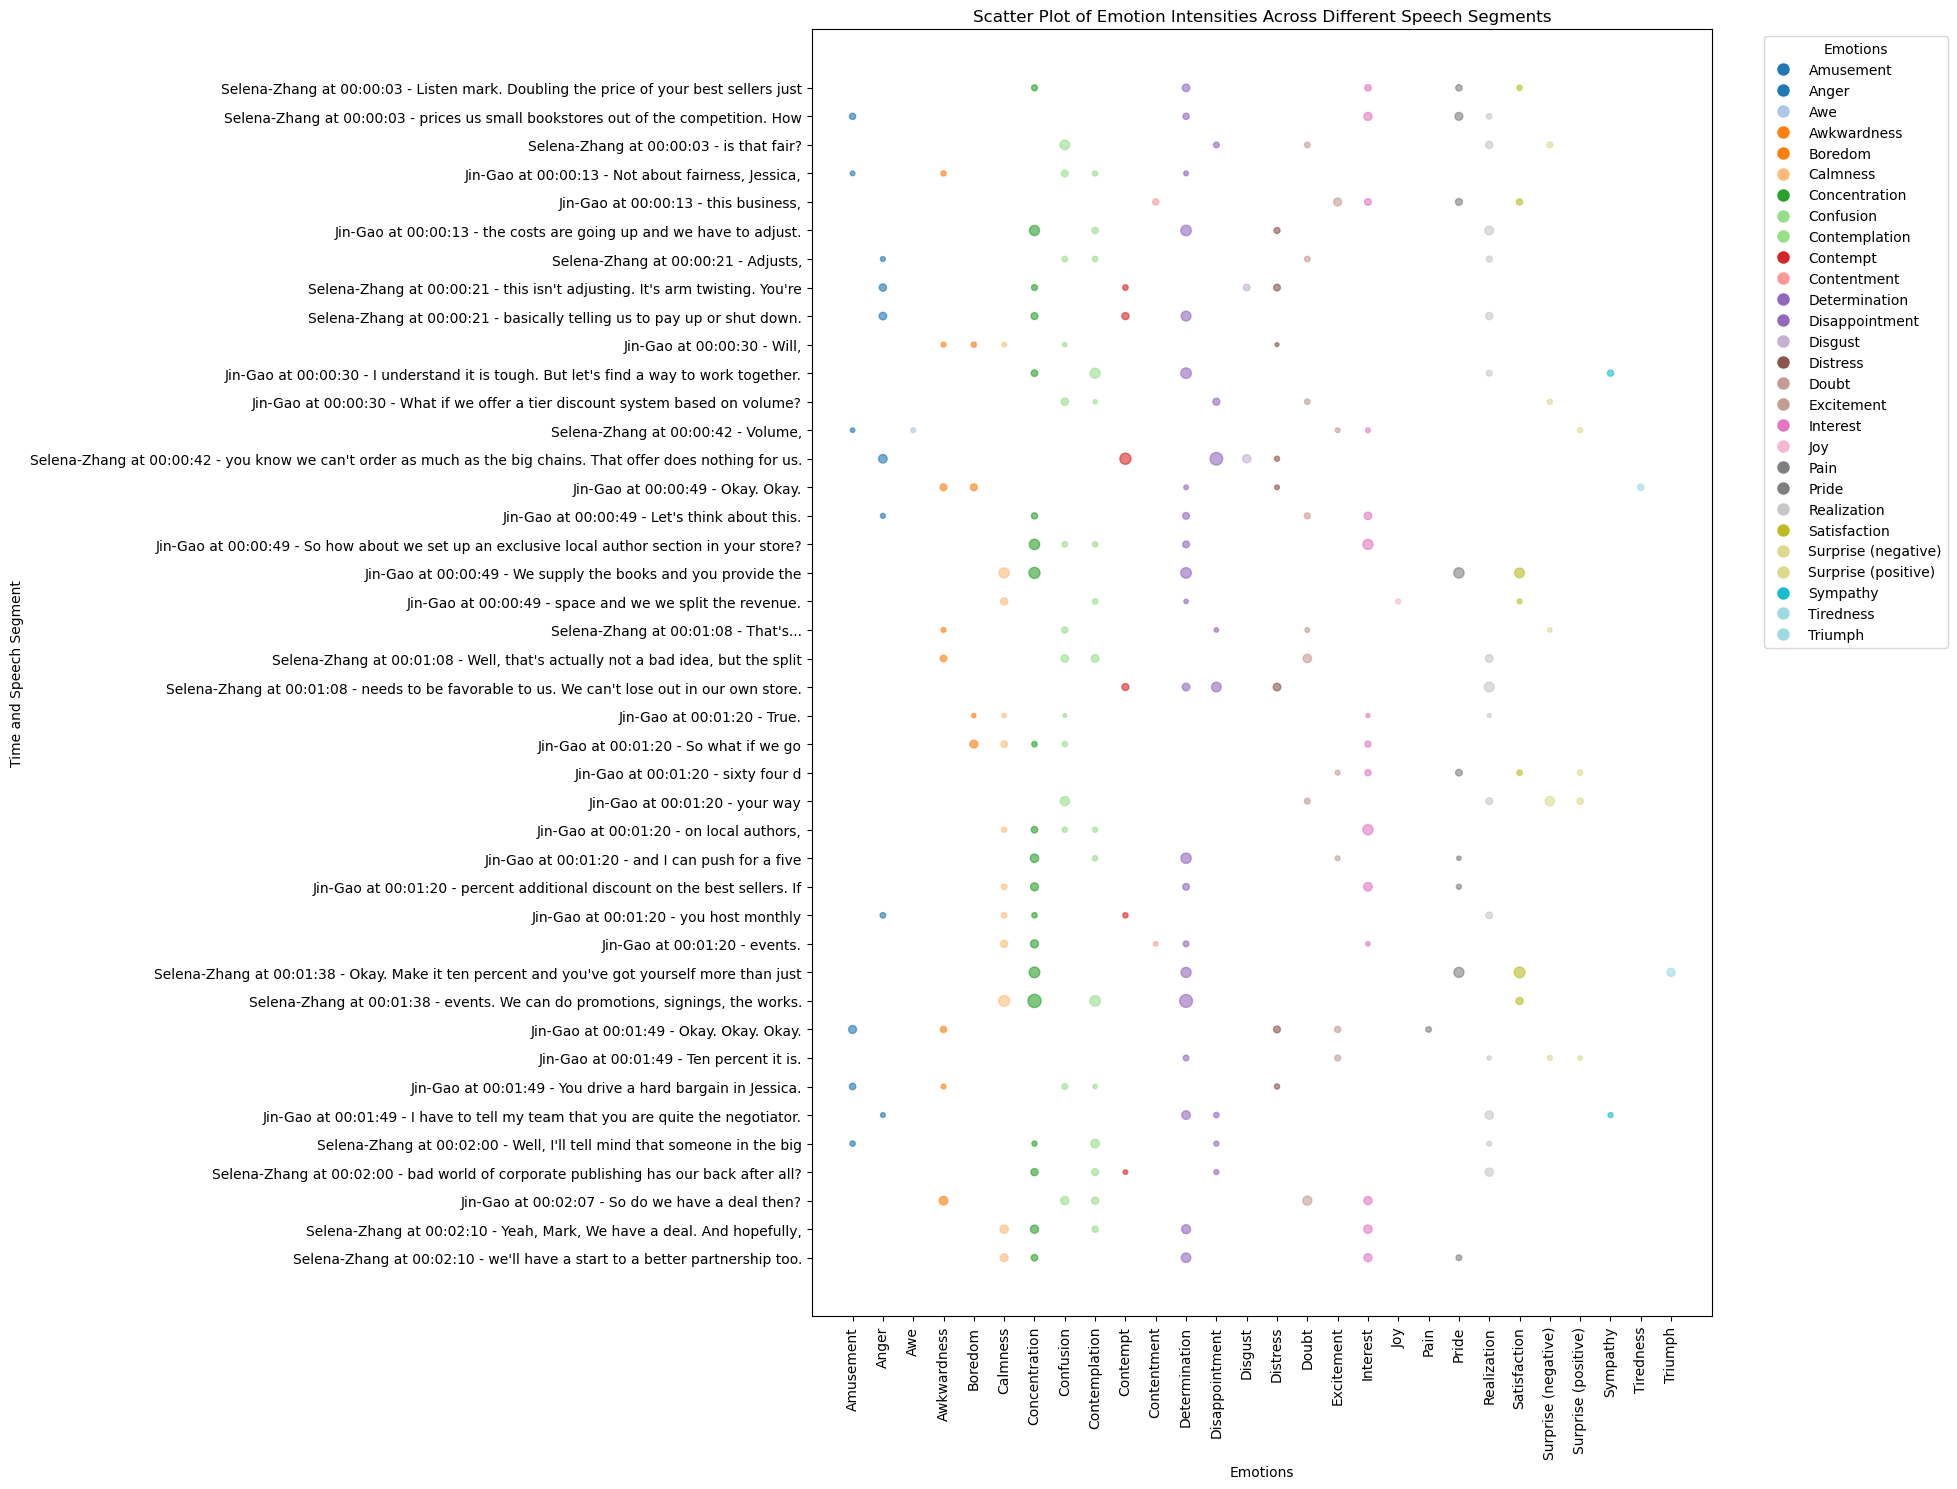 Scatter Plot of Emotion Intensities Across Different Speech Segments
Time and Speech Segment
Selena-Zhang at 00:00:03 - Listen mark. Doubling the price of your best sellers just
Selena-Zhang at 00:00:03 - prices us small bookstores out of the competition. How
Selena-Zhang at 00:00:03 - is that fair?
Jin-Gao at 00:00:13 - Not about fairness, Jessica,
Jin-Gao at 00:00:13 - this business,
Jin-Gao at 00:00:13 - the costs are going up and we have to adjust.
Selena-Zhang at 00:00:21 - Adjusts,
Selena-Zhang at 00:00:21 - this isn't adjusting. It's arm twisting. You're
Selena-Zhang at 00:00:21 - basically telling us to pay up or shut down.
Jin-Gao at 00:00:30 - Will,
Jin-Gao at 00:00:30 - I understand it is tough. But let's find a way to work together.
Jin-Gao at 00:00:30 - What if we offer a tier discount system based on volume?
Selena-Zhang at 00:00:42 - Volume,
Selena-Zhang at 00:00:42 - you know we can't order as much as the big chains. That offer does nothing for us.
Jin-Gao at 00:00:49 - Okay. Okay.
Jin-Gao at 00:00:49 - Let's think about this.
Jin-Gao at 00:00:49 - So how about we set up an exclusive local author section in your store?
Jin-Gao at 00:00:49 - We supply the books and you provide the
Jin-Gao at 00:00:49 - space and we we split the revenue.
Selena-Zhang at 00:01:08 - That's...
Selena-Zhang at 00:01:08 - Well, that's actually not a bad idea, but the split
Selena-Zhang at 00:01:08 - needs to be favorable to us. We can't lose out in our own store.
Jin-Gao at 00:01:20 - True.
Jin-Gao at 00:01:20 - So what if we go
Jin-Gao at 00:01:20 - sixty four d
Jin-Gao at 00:01:20 - your way
Jin-Gao at 00:01:20 - on local authors,
Jin-Gao at 00:01:20 - and I can push for a five
Jin-Gao at 00:01:20 - percent additional discount on the best sellers. If
Jin-Gao at 00:01:20 - you host monthly
Jin-Gao at 00:01:20 - events.
Selena-Zhang at 00:01:38 - Okay. Make it ten percent and you've got yourself more than just
Selena-Zhang at 00:01:38 - events. We can do promotions, signings, the works.
Jin-Gao at 00:01:49 - Okay. Okay. Okay.
Jin-Gao at 00:01:49 - Ten percent it is.
Jin-Gao at 00:01:49 - You drive a hard bargain in Jessica.
Jin-Gao at 00:01:49 - I have to tell my team that you are quite the negotiator.
Selena-Zhang at 00:02:00 - Well, I'll tell mind that someone in the big
Selena-Zhang at 00:02:00 - bad world of corporate publishing has our back after all?
Jin-Gao at 00:02:07 - So do we have a deal then?
Selena-Zhang at 00:02:10 - Yeah, Mark, We have a deal. And hopefully,
Selena-Zhang at 00:02:10 - we'll have a start to a better partnership too.
Amusement
Anger
Awe
Awkwardness
Boredom
Calmness
Concentration
Confusion
Contemplation
Contempt
Contentment
Determination
Disappointment
Disgust
Distress
Doubt
Excitement
Interest
Joy
Pain
Pride
Realization
Satisfaction
Surprise (negative)
Surprise (positive)
Sympathy
Tiredness
Triumph
Emotions
Emotions
Amusement
Anger
Awe
Awkwardness
Boredom
Calmness
Concentration
Confusion
Contemplation
Contempt
Contentment
Determination
Disappointment
Disgust
Distress
Doubt
Excitement
Interest
Joy
Pain
Pride
Realization
Satisfaction
Surprise (negative)
Surprise (positive)
Sympathy
Tiredness
Triumph